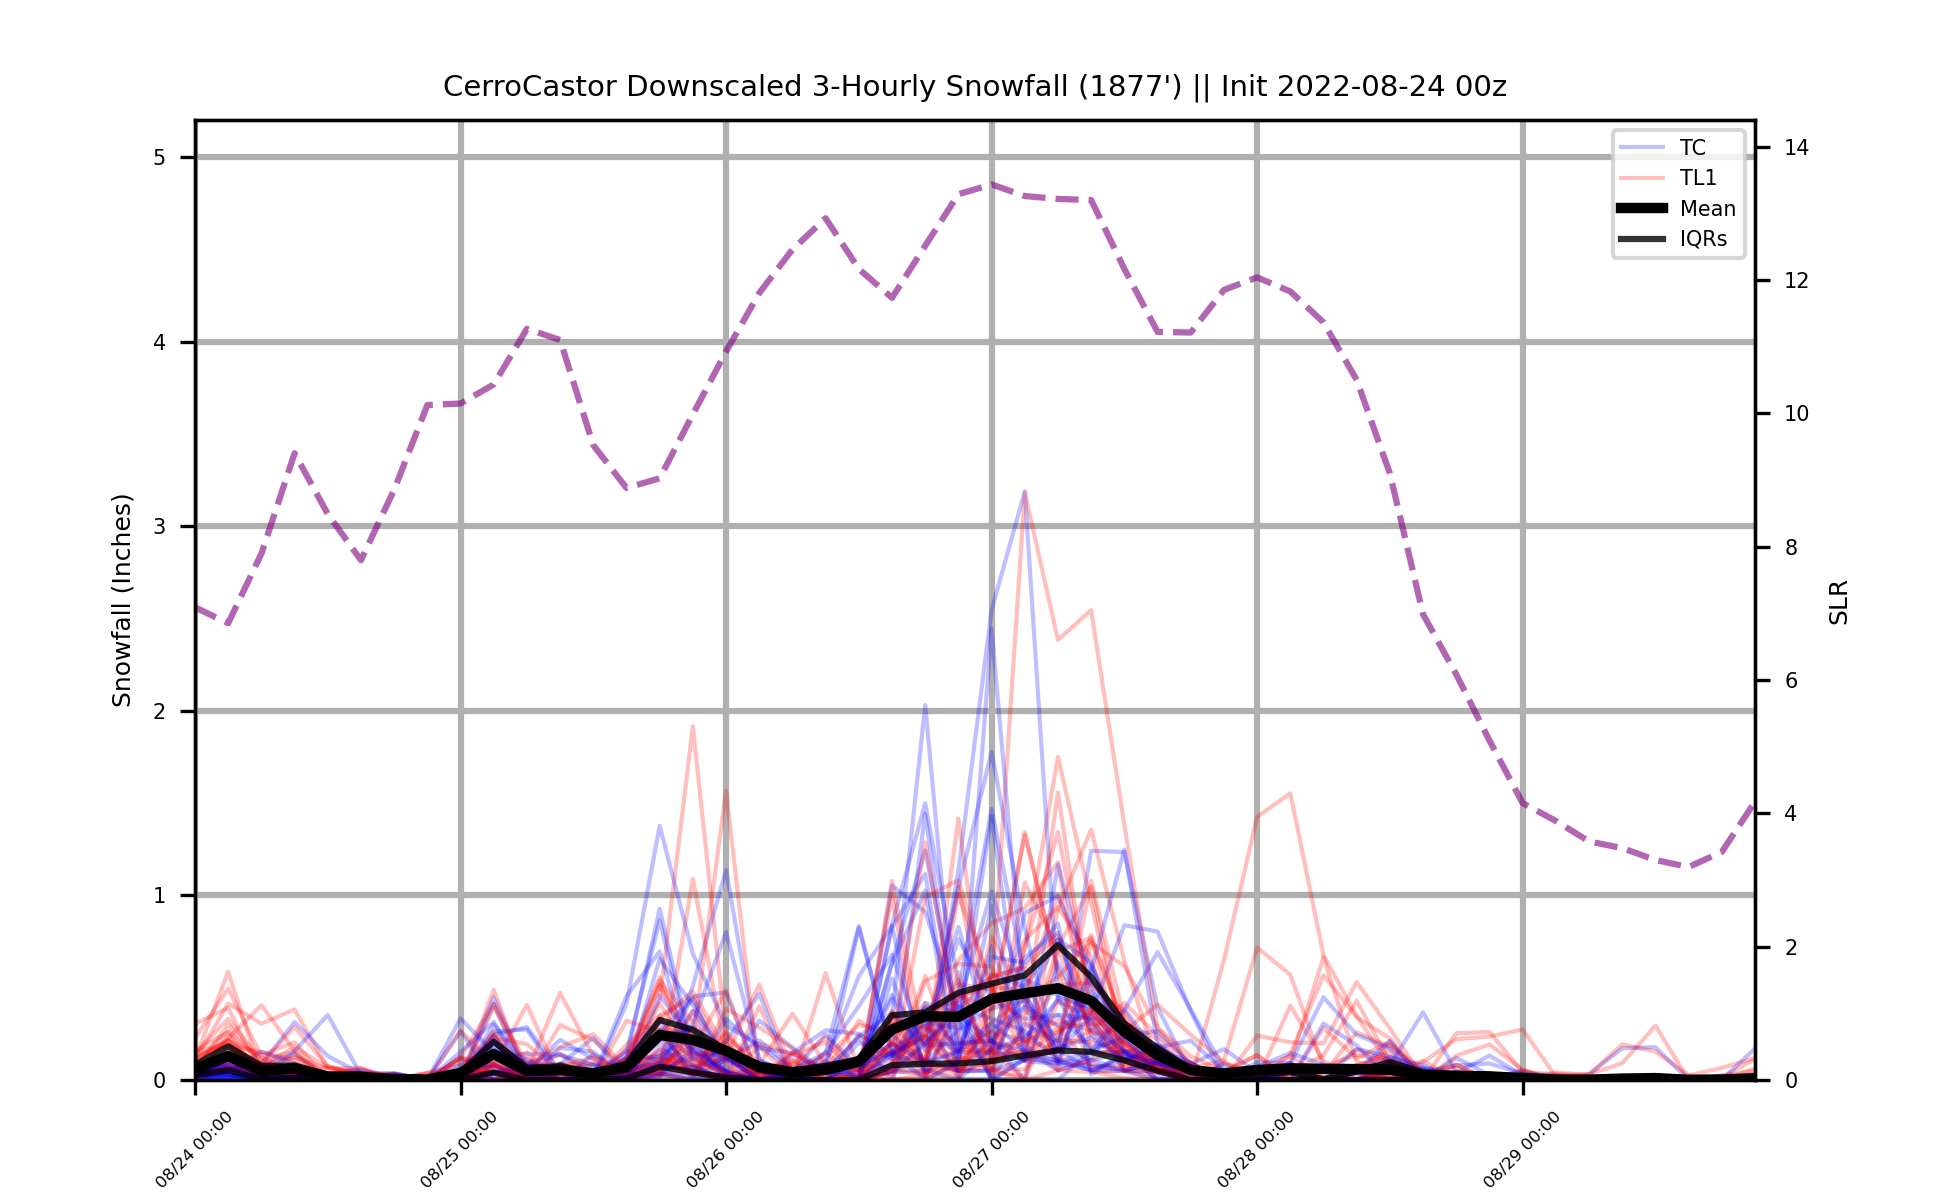 CerroCastor Downscaled 3-Hourly Snowfall (1877') || Init 2022-08-24 00z
TC
TL1
Mean
IQRs
5
4
3
2
1
0
Snowfall (Inches)
14
12
10
8
6
4
2
0
SLR
08/24 00:00
08/25 00:00
08/26 00:00
08/27 00:00
08/28 00:00
08/29 00:00